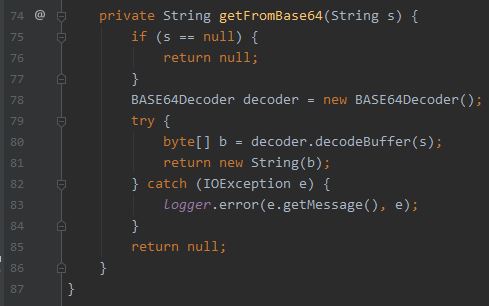 74 @ private String getFromBase64(String s) {
75 if (s == null) {
76 return null;
77 }
78 BASE64Decoder decoder = new BASE64Decoder();
79 try {
80 byte[] b = decoder.decodeBuffer(s);
81 return new String(b);
82 } catch (IOException e) {
83 logger.error(e.getMessage(), e);
84 }
85 return null;
86 }
87 }